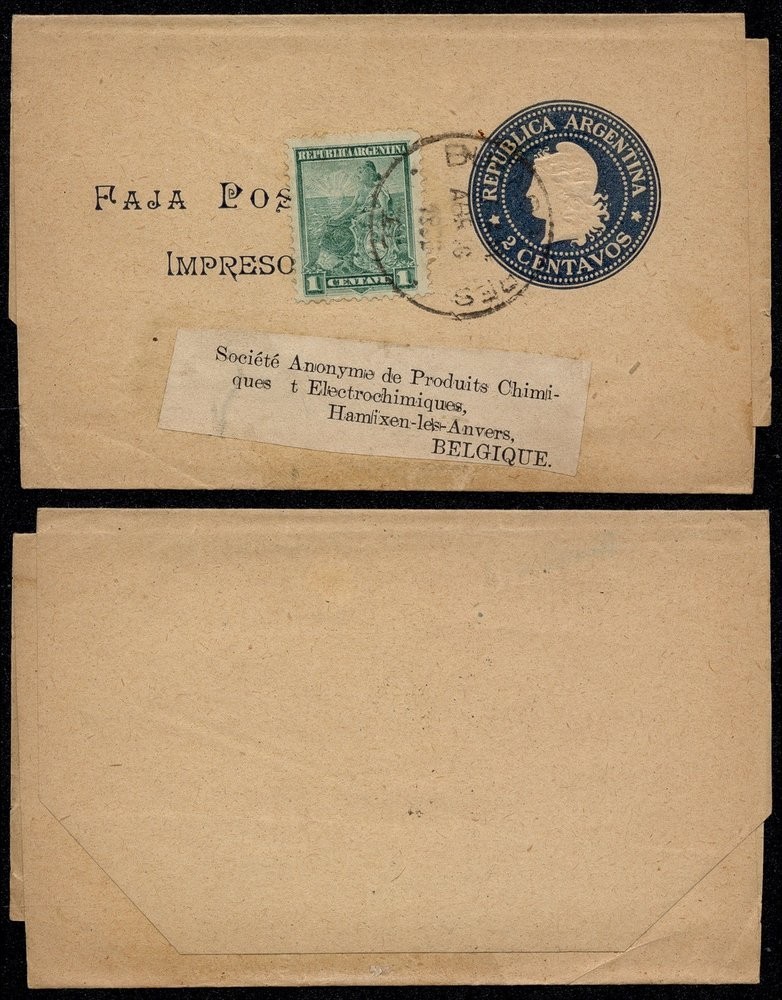 FAJA POS
IMPRESO
REPUBLICA ARGENTINA
1 CENTAVO 1
REPUBLICA ARGENTINA
2 CENTAVOS
Société Anonyme de Produits Chimi-
ques t Electrochimiques,
Hamixen-les-Anvers,
BELGIQUE.